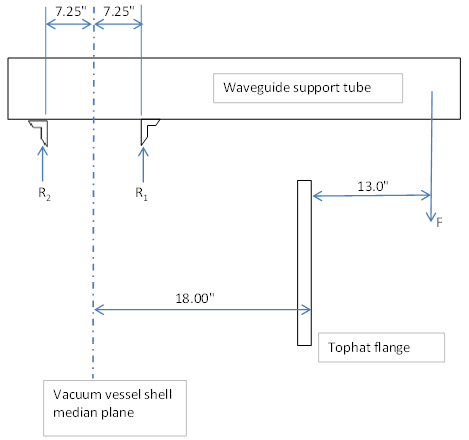 7.25" 7.25"
Waveguide support tube
R2 R1
13.0"
F
18.00"
Tophat flange
Vacuum vessel shell
median plane